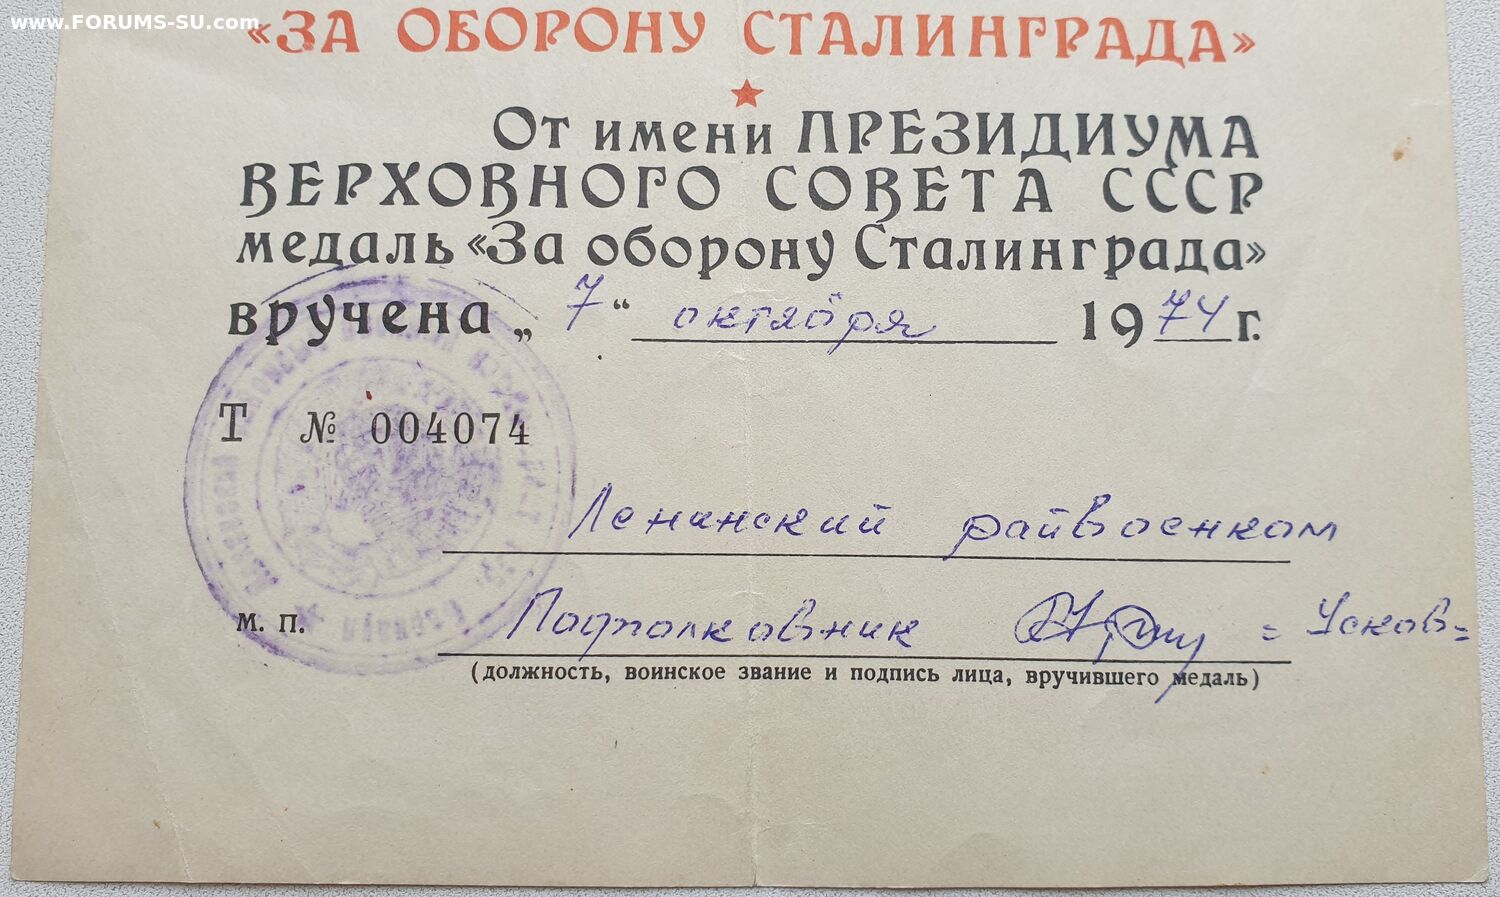 www.FORUMS-SU.com
«ЗА ОБОРОНУ СТАЛИНГРАДА»
От имени ПРЕЗИДИУМА
ВЕРХОВНОГО СОВЕТА СССР
медаль «За оборону Сталинграда»
вручена „ 7 “ октября 1974 г.
Т № 004074
Ленинский райвоенком
Подполковник = Усков =
м. п.
(должность, воинское звание и подпись лица, вручившего медаль)